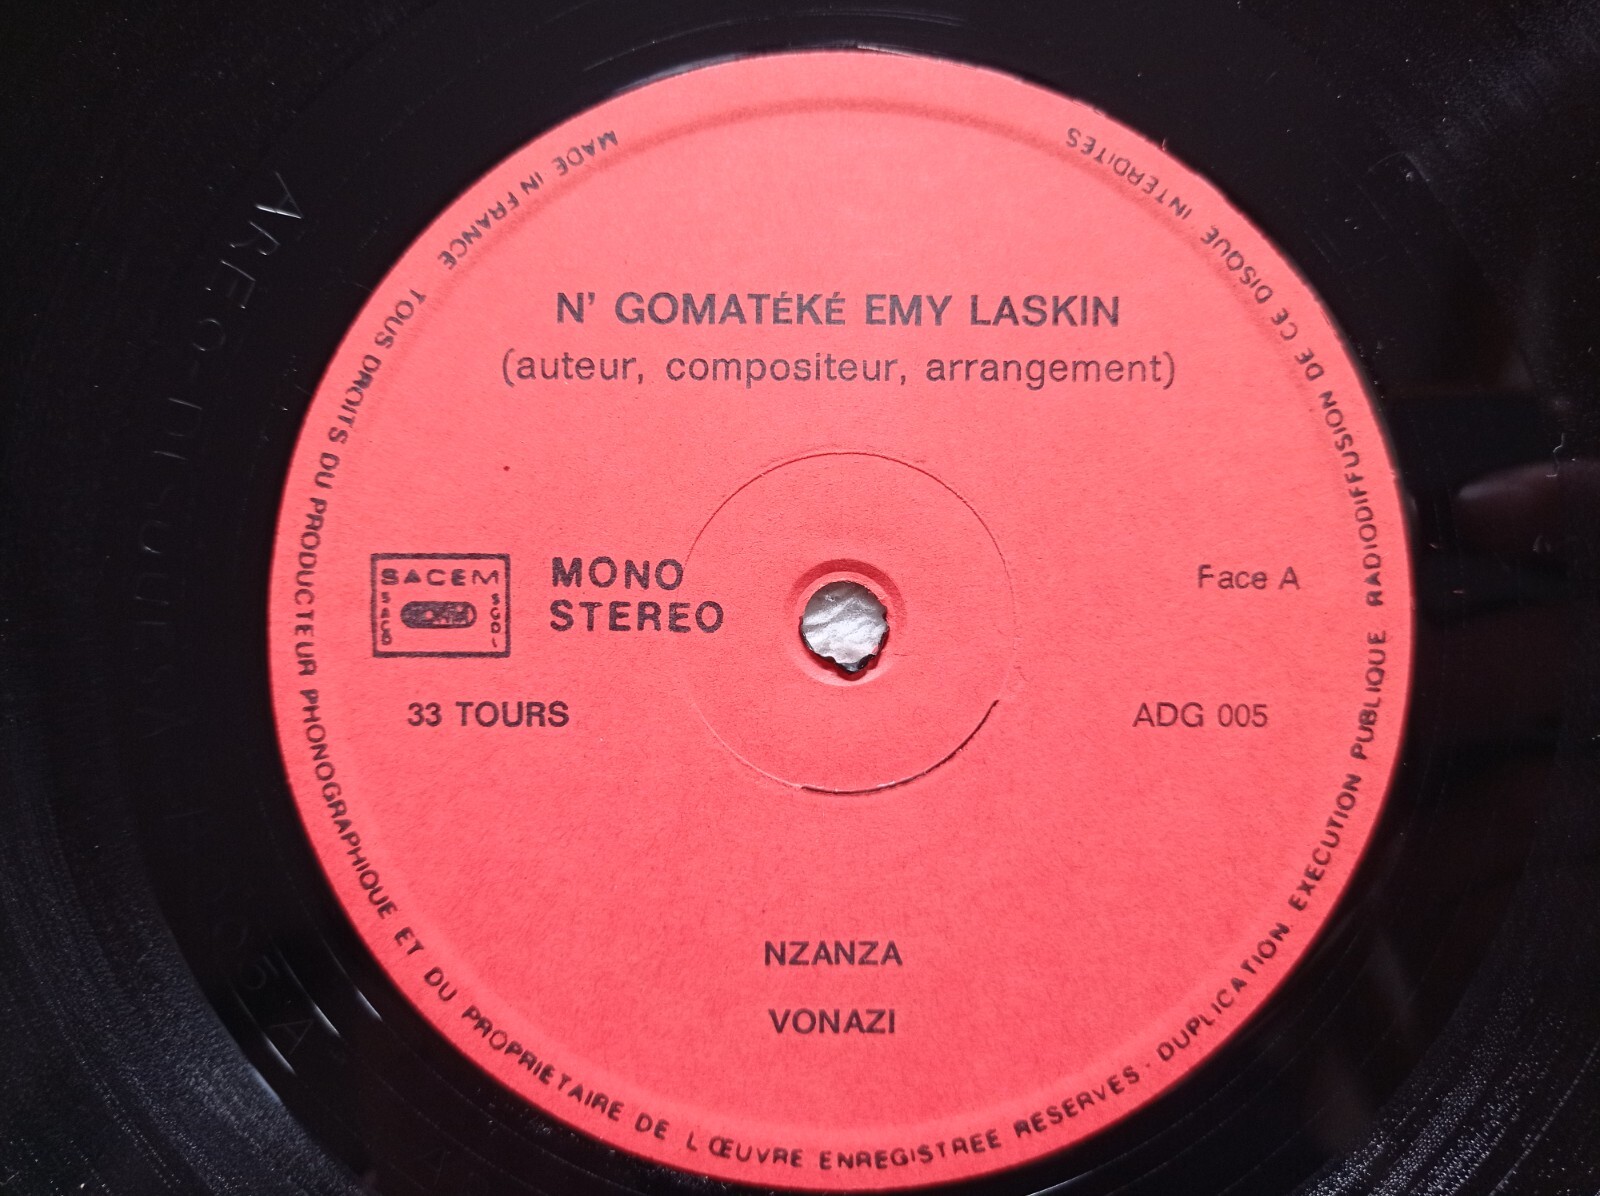 MADE IN FRANCE
TOUS DROITS DU PRODUCTEUR PHONOGRAPHIQUE ET DU PROPRIETAIRE DE L'ŒUVRE ENREGISTREE RESERVES. DUPLICATION EXECUTION PUBLIQUE RADIODIFFUSION DE CE DISQUE INTERDITES
N' GOMATÉKÉ EMY LASKIN
(auteur, compositeur, arrangement)
SACEM
MONO
STEREO
Face A
33 TOURS
ADG 005
NZANZA
VONAZI